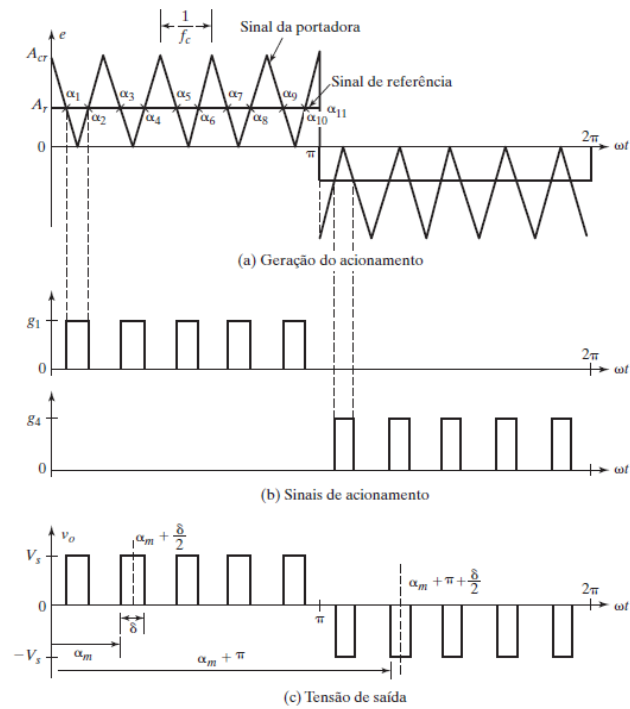 e
1/f_c
Sinal da portadora
A_cr
Sinal de referência
α₁ α₃ α₅ α₇ α₉
A_r
α₂ α₄ α₆ α₈ α₁₀ α₁₁
0 π 2π ωt
(a) Geração do acionamento
g₁
0 2π ωt
g₄
0 ωt
(b) Sinais de acionamento
v_o
α_m + δ/2
V_s
α_m + π + δ/2
0 π 2π ωt
δ
α_m
−V_s
α_m + π
(c) Tensão de saída